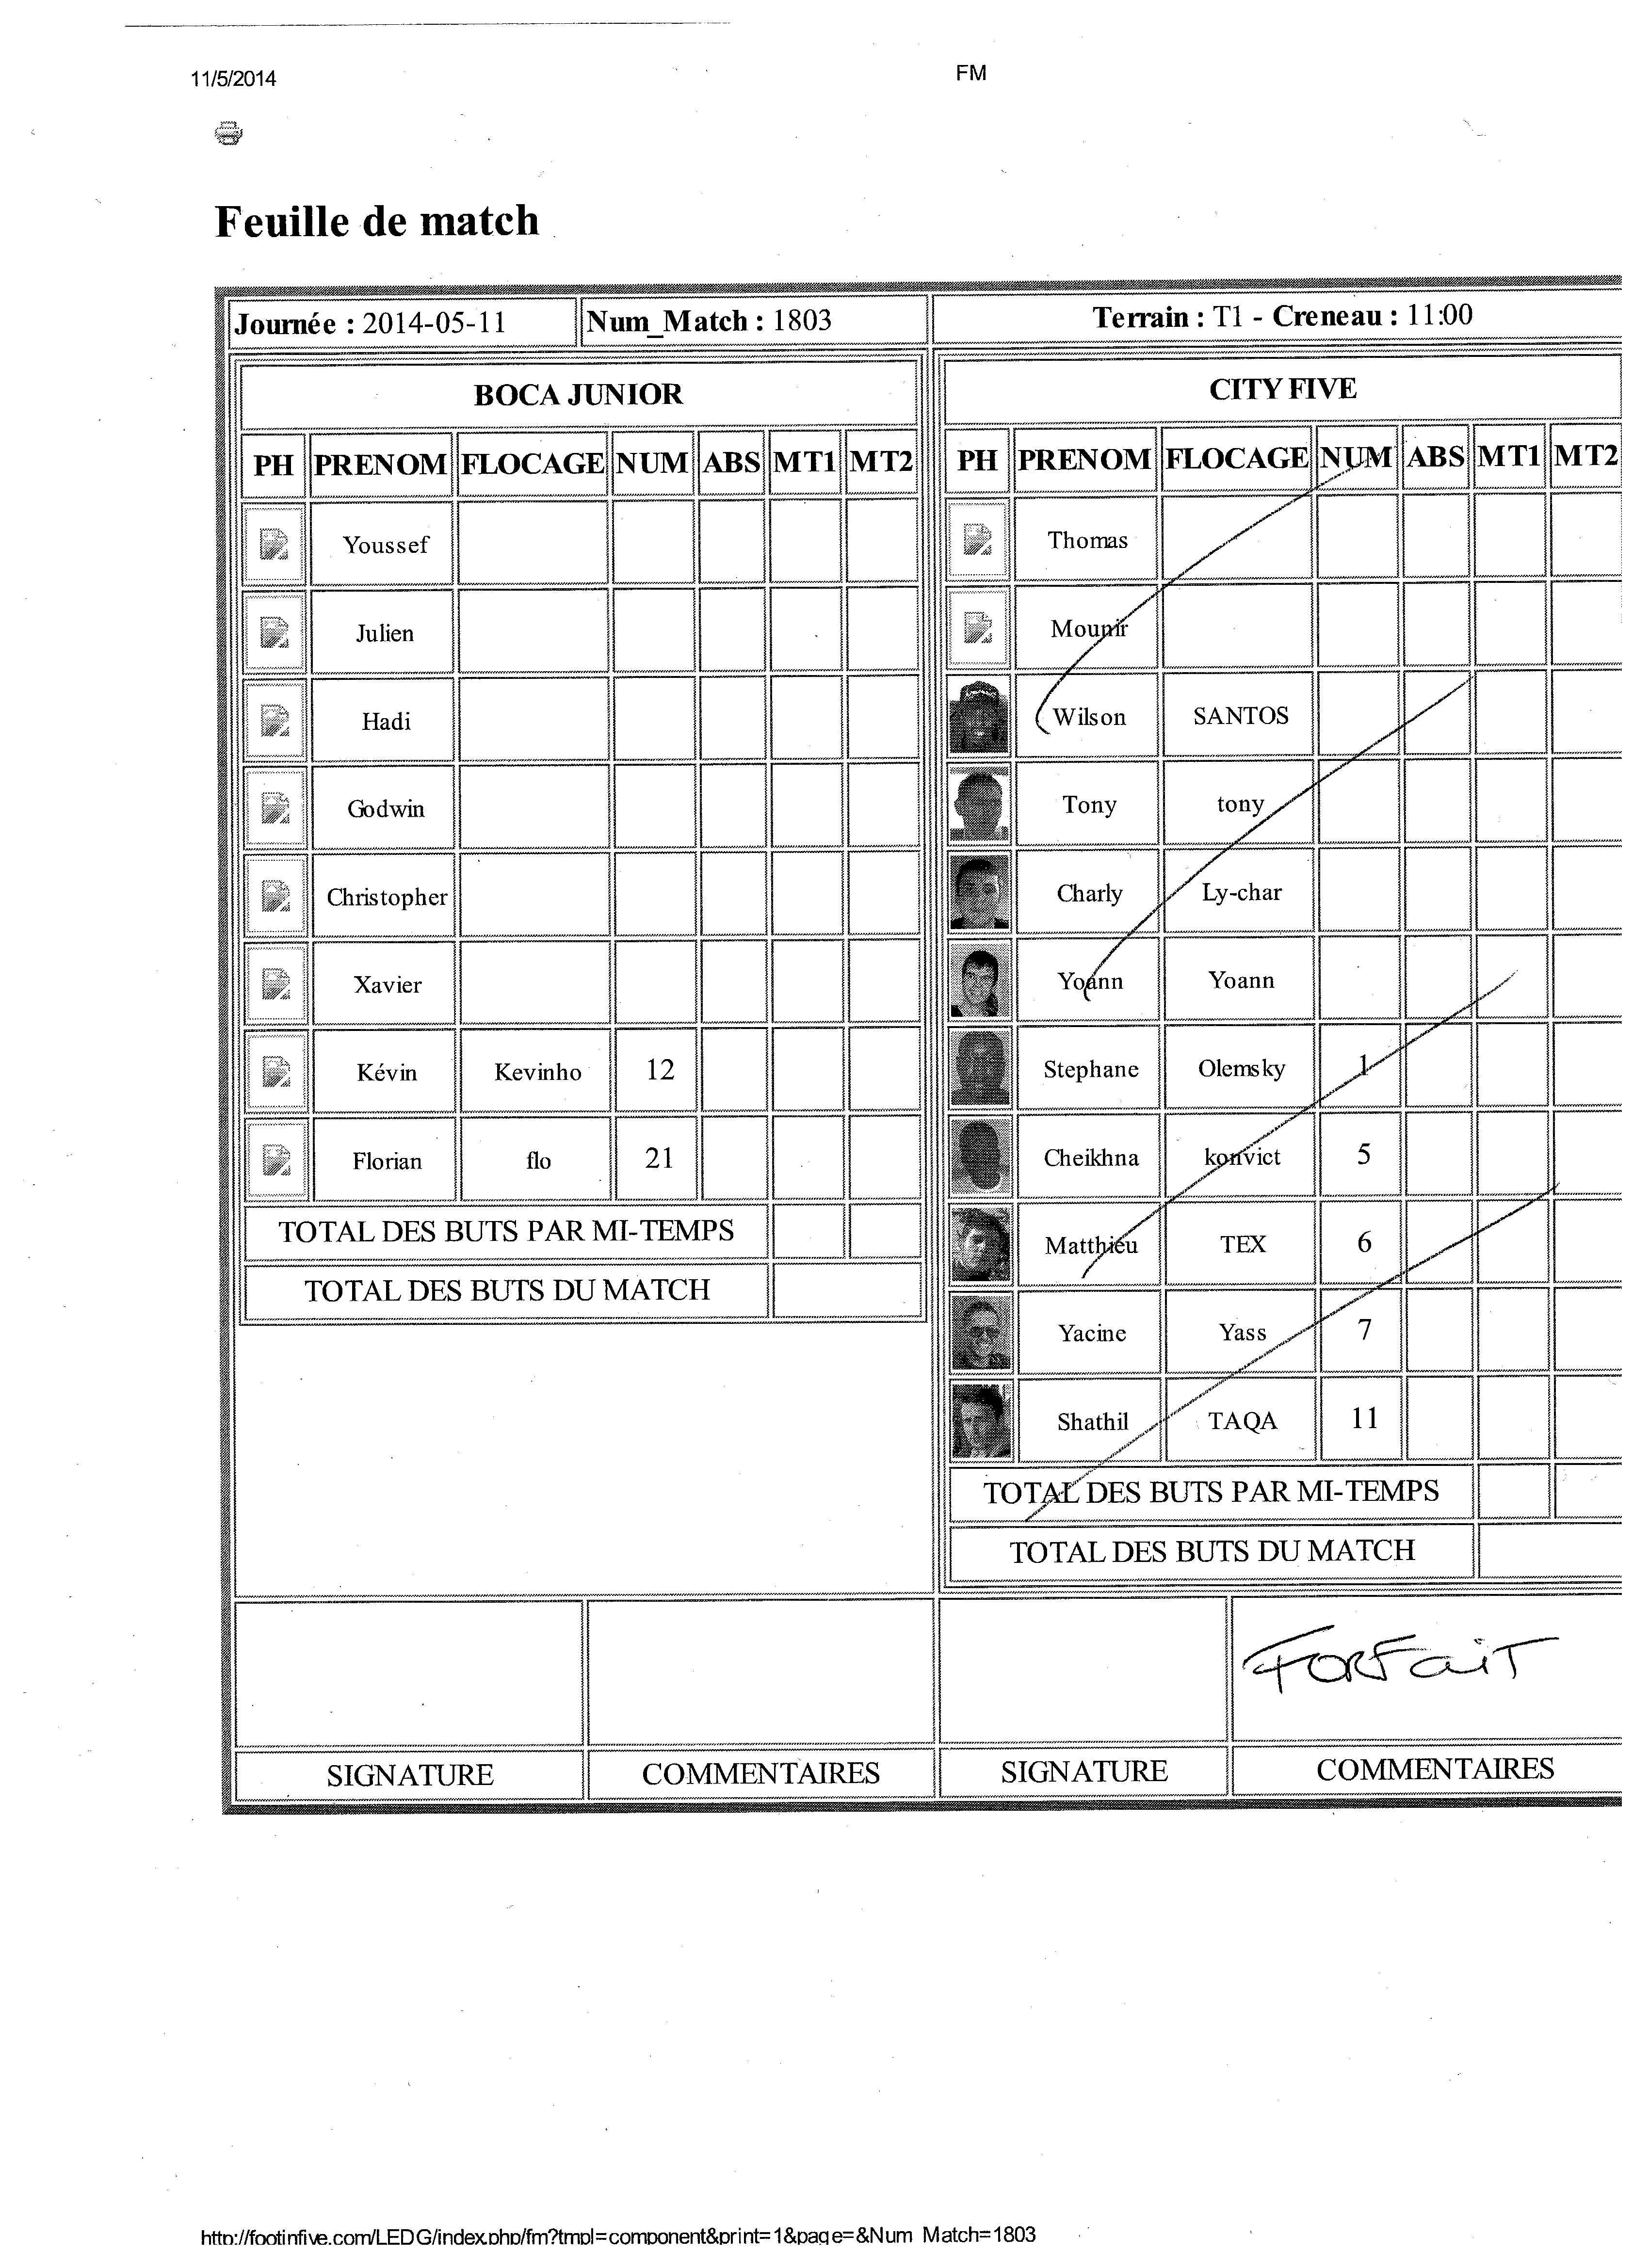 11/5/2014 FM
Feuille de match
Journée : 2014-05-11 Num_Match : 1803 Terrain : T1 - Creneau : 11:00
BOCA JUNIOR
PH PRENOM FLOCAGE NUM ABS MT1 MT2
Youssef
Julien
Hadi
Godwin
Christopher
Xavier
Kévin Kevinho 12
Florian flo 21
TOTAL DES BUTS PAR MI-TEMPS
TOTAL DES BUTS DU MATCH
CITY FIVE
PH PRENOM FLOCAGE NUM ABS MT1 MT2
Thomas
Mounir
Wilson SANTOS
Tony tony
Charly Ly-char
Yoann Yoann
Stephane Olemsky 1
Cheikhna konvict 5
Matthieu TEX 6
Yacine Yass 7
Shathil TAQA 11
TOTAL DES BUTS PAR MI-TEMPS
TOTAL DES BUTS DU MATCH
FORFaiT
SIGNATURE COMMENTAIRES SIGNATURE COMMENTAIRES
http://footinfive.com/LEDG/index.php/fm?tmpl=component&print=1&page=&Num_Match=1803